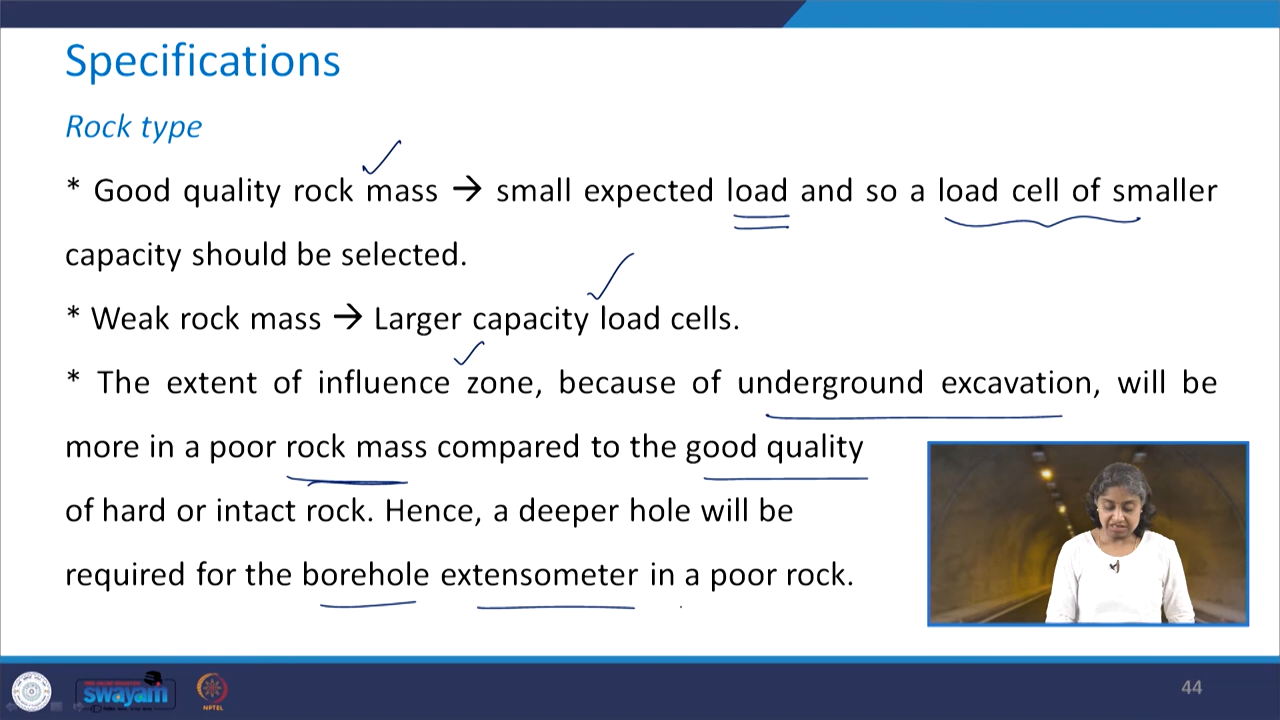 Specifications
Rock type
* Good quality rock mass → small expected load and so a load cell of smaller
capacity should be selected.
* Weak rock mass → Larger capacity load cells.
* The extent of influence zone, because of underground excavation, will be
more in a poor rock mass compared to the good quality
of hard or intact rock. Hence, a deeper hole will be
required for the borehole extensometer in a poor rock.
swayam
NPTEL
44